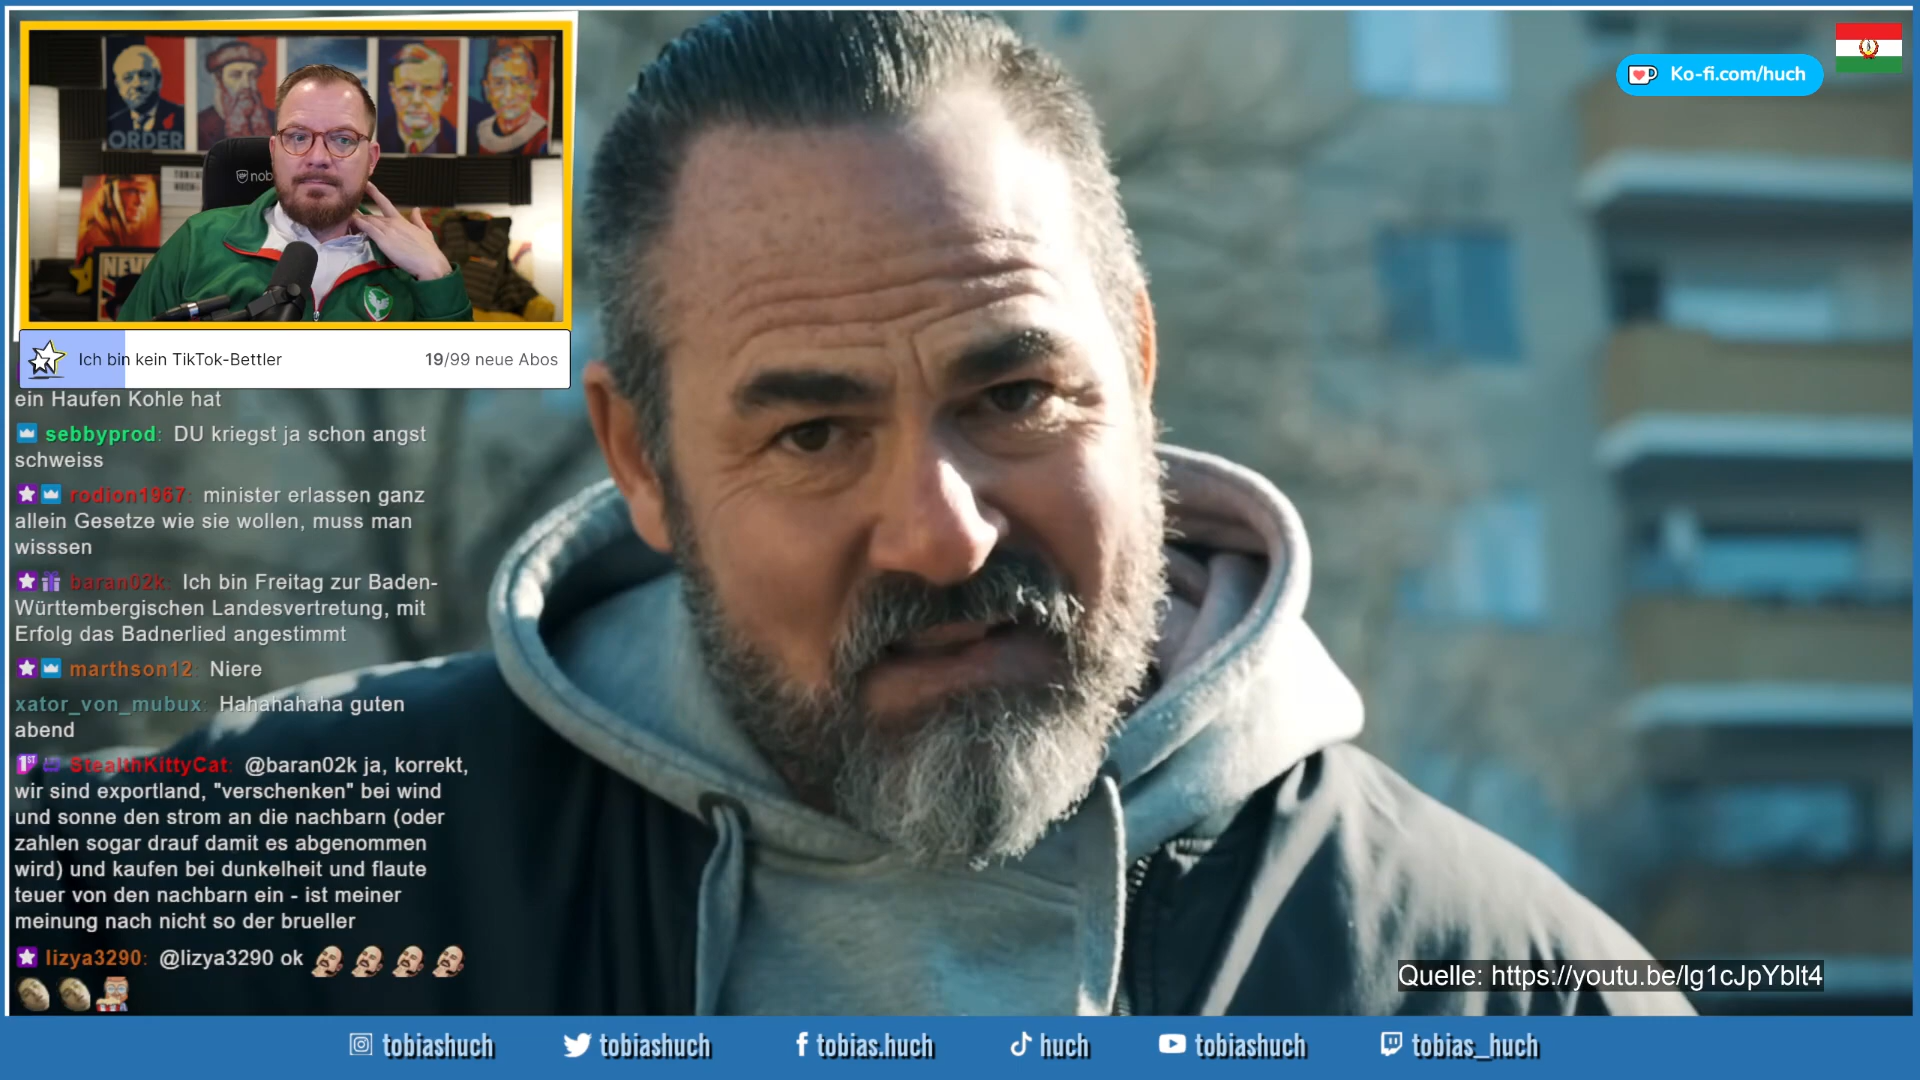 ORDER
nob
NEVE
Ich bin kein TikTok-Bettler
19/99 neue Abos
ein Haufen Kohle hat
sebbyprod: DU kriegst ja schon angst
schweiss
rodion1967: minister erlassen ganz
allein Gesetze wie sie wollen, muss man
wisssen
baran02k: Ich bin Freitag zur Baden-
Württembergischen Landesvertretung, mit
Erfolg das Badnerlied angestimmt
marthson12: Niere
xator_von_mubux: Hahahahaha guten
abend
1ST StealthKittyCat: @baran02k ja, korrekt,
wir sind exportland, "verschenken" bei wind
und sonne den strom an die nachbarn (oder
zahlen sogar drauf damit es abgenommen
wird) und kaufen bei dunkelheit und flaute
teuer von den nachbarn ein - ist meiner
meinung nach nicht so der brueller
lizya3290: @lizya3290 ok
Ko-fi.com/huch
Quelle: https://youtu.be/lg1cJpYblt4
tobiashuch
tobiashuch
tobias.huch
huch
tobiashuch
tobias_huch